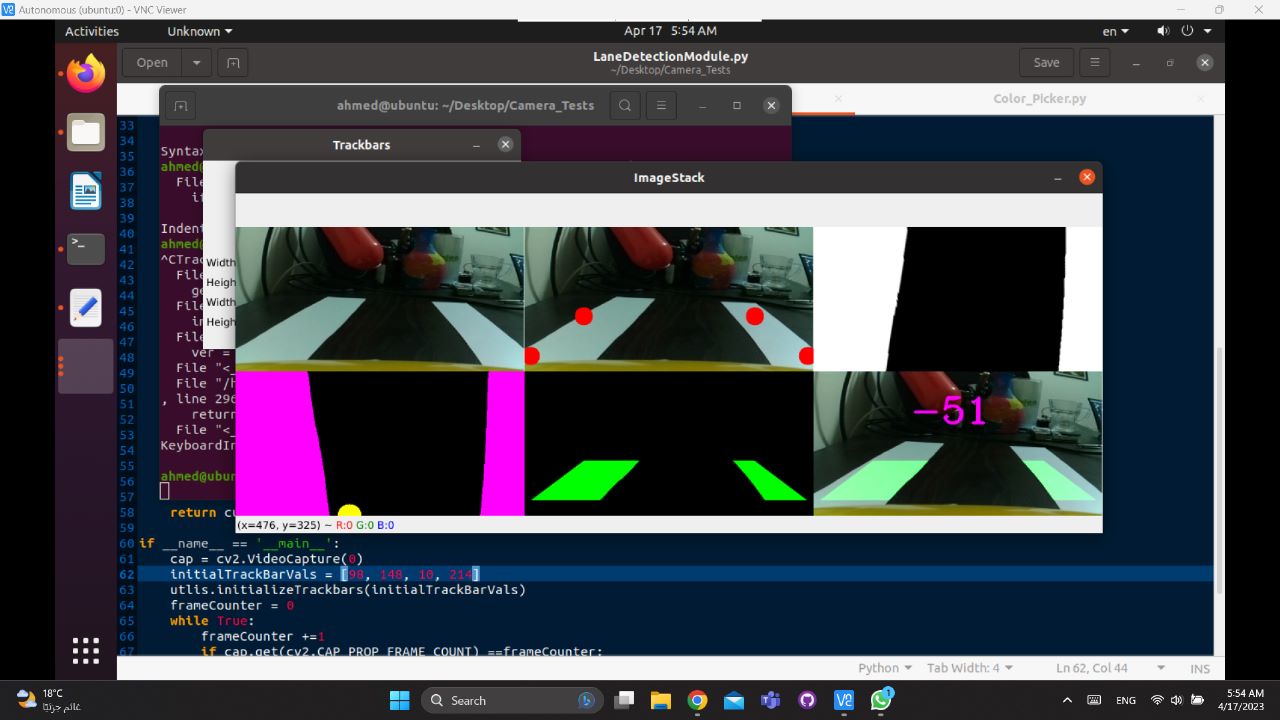 Autonomous (ubuntu:0) - VNC Viewer
Activities
Unknown
Apr 17 5:54 AM
en
Open
LaneDetectionModule.py
~/Desktop/Camera_Tests
Save
ahmed@ubuntu: ~/Desktop/Camera_Tests
Color_Picker.py
Trackbars
ImageStack
33
34
35
36
37
38
39
40
41
42
43
44
45
46
47
48
49
50
51
52
53
54
55
56
57
Synta
ahmed@
File
i
Indent
ahmed@
^CTrac
File
g
File
i
File
ver =
File "<_
File "/h
, line 296
return
File "<_
KeyboardIn
ahmed@ubun
Width
Heigh
Width
Heigh
-51
(x=476, y=325) ~ R:0 G:0 B:0
58 return cu
59
60 if __name__ == '__main__':
61 cap = cv2.VideoCapture(0)
62 initialTrackBarVals = [98, 148, 10, 214]
63 utlis.initializeTrackbars(initialTrackBarVals)
64 frameCounter = 0
65 while True:
66 frameCounter +=1
67 if cap.get(cv2.CAP_PROP_FRAME_COUNT) ==frameCounter:
Python
Tab Width: 4
Ln 62, Col 44
INS
18°C
غائم جزئيًا
Search
1
ENG
5:54 AM
4/17/2023